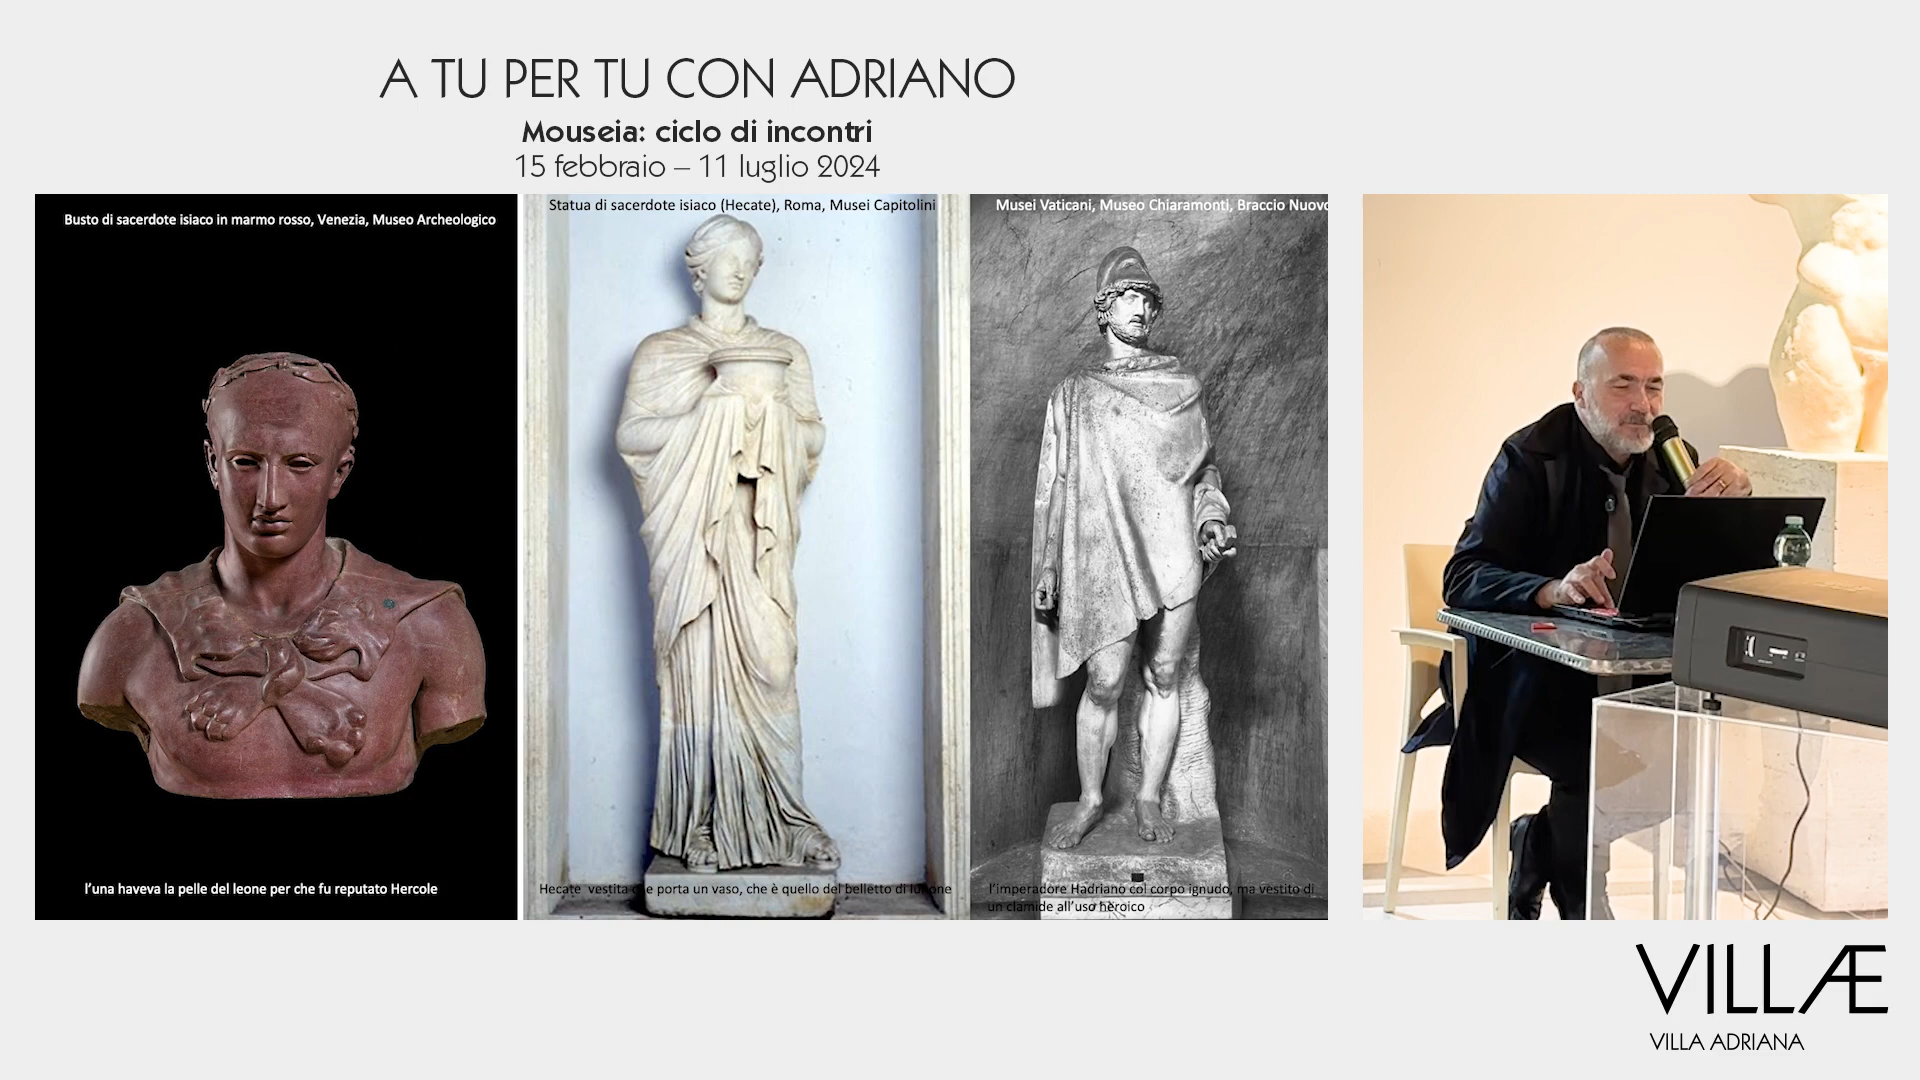 A TU PER TU CON ADRIANO
Mouseia: ciclo di incontri
15 febbraio – 11 luglio 2024
Busto di sacerdote isiaco in marmo rosso, Venezia, Museo Archeologico
l'una haveva la pelle del leone per che fu reputato Hercole
Statua di sacerdote isiaco (Hecate), Roma, Musei Capitolini
Hecate vestita che porta un vaso, che è quello del belletto di
Musei Vaticani, Museo Chiaramonti, Braccio Nuovo
l'imperadore Hadriano col corpo ignudo, ma vestito di
un clamide all'uso hèroico
VILLÆ
VILLA ADRIANA